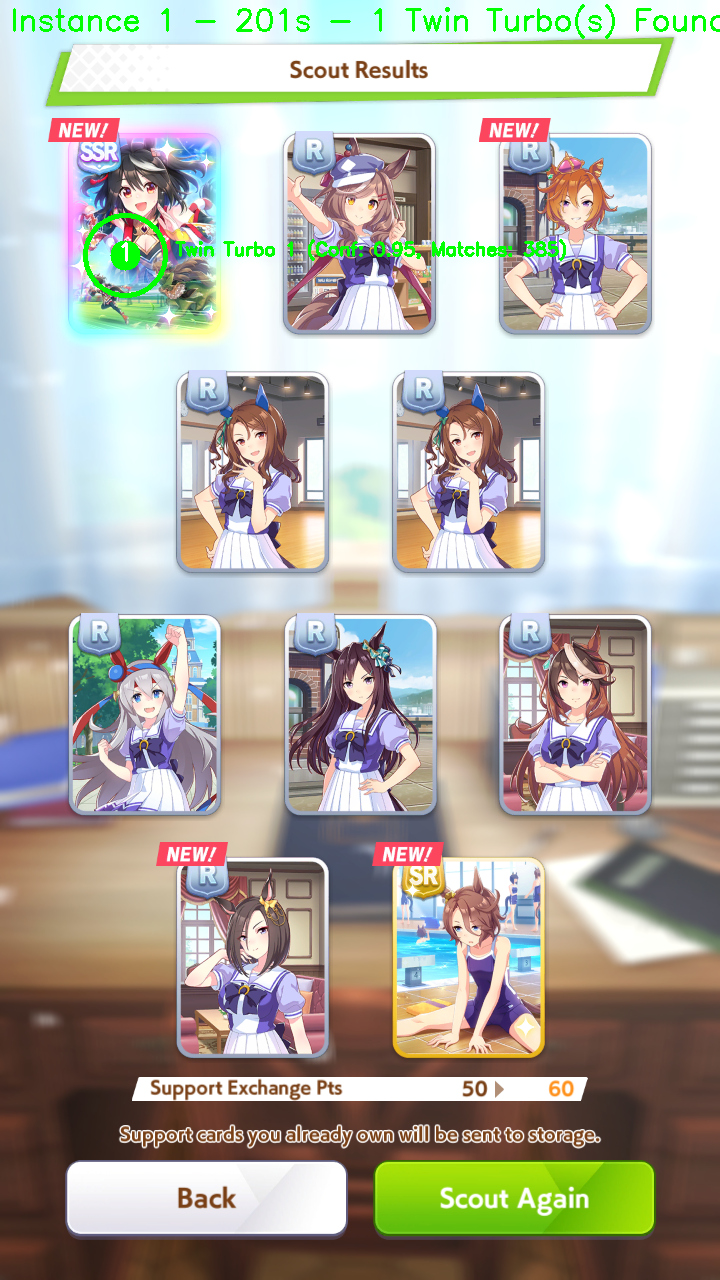 Instance 1 - 201s - 1 Twin Turbo(s) Found
Scout Results
NEW!
SSR
R
NEW!
R
1
Twin Turbo 1 (Conf: 0.95, Matches: 385)
R
R
R
R
R
NEW!
R
NEW!
SR
Support Exchange Pts 50 60
Support cards you already own will be sent to storage.
Back
Scout Again